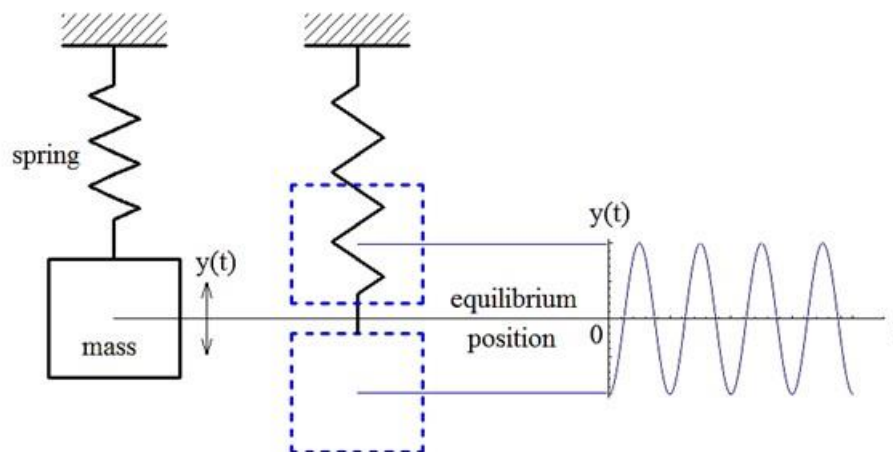 spring
mass
y(t)
equilibrium
position
y(t)
0